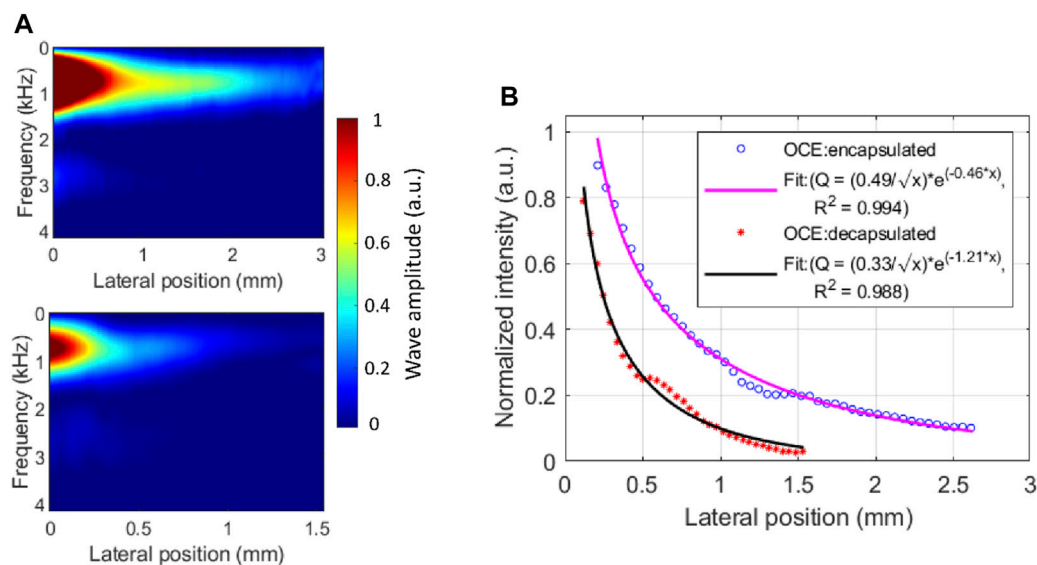 A
0
1
2
3
4
Frequency (kHz)
0
1
2
3
Lateral position (mm)
0
1
2
3
4
Frequency (kHz)
0
0.5
1
1.5
Lateral position (mm)
1
0.8
0.6
0.4
0.2
0
Wave amplitude (a.u.)
B
1
0.8
0.6
0.4
0.2
0
Normalized intensity (a.u.)
OCE:encapsulated
Fit:(Q = (0.49/√x)*e^(-0.46*x),
R² = 0.994)
OCE:decapsulated
Fit:(Q = (0.33/√x)*e^(-1.21*x),
R² = 0.988)
0
0.5
1
1.5
2
2.5
3
Lateral position (mm)